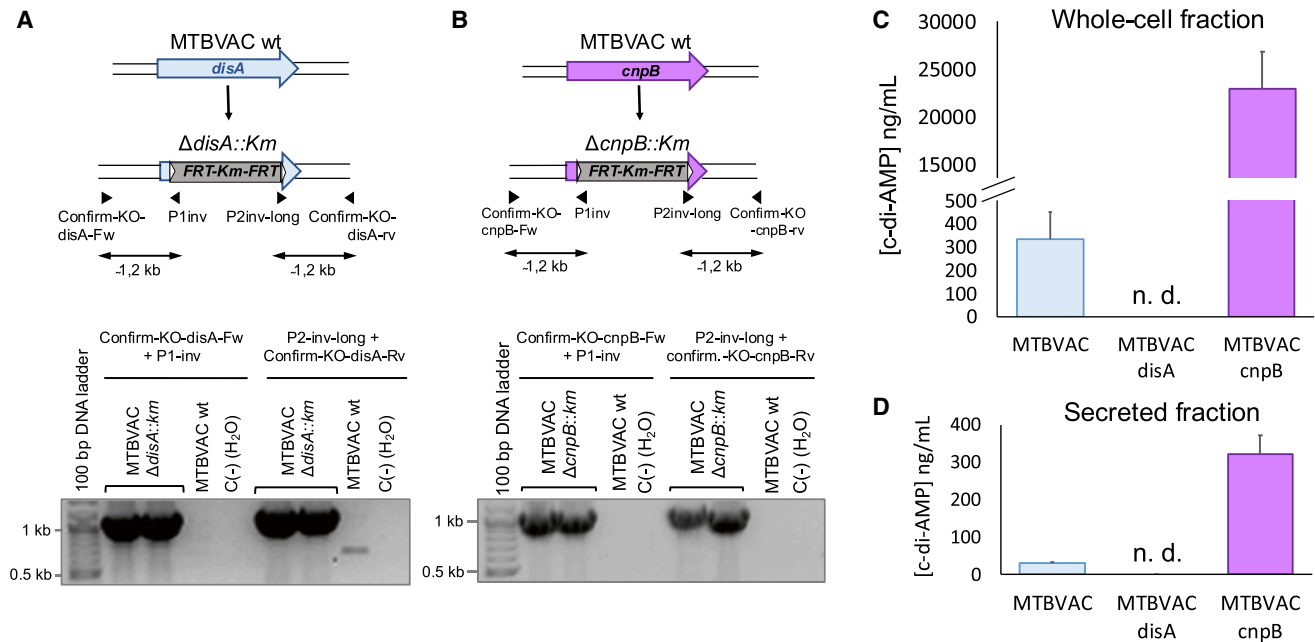 A
MTBVAC wt
disA
ΔdisA::Km
FRT-Km-FRT
Confirm-KO-
disA-Fw
P1inv
P2inv-long
Confirm-KO-
disA-rv
~1,2 kb
~1,2 kb
Confirm-KO-disA-Fw
+ P1-inv
P2-inv-long +
Confirm-KO-disA-Rv
100 bp DNA ladder
MTBVAC
ΔdisA::km
MTBVAC wt
C(-) (H₂O)
MTBVAC
ΔdisA::km
MTBVAC wt
C(-) (H₂O)
1 kb
0.5 kb
B
MTBVAC wt
cnpB
ΔcnpB::Km
FRT-Km-FRT
Confirm-KO-
cnpB-Fw
P1inv
P2inv-long
Confirm-KO
-cnpB-rv
~1,2 kb
~1,2 kb
Confirm-KO-cnpB-Fw
+ P1-inv
P2-inv-long +
confirm.-KO-cnpB-Rv
100 bp DNA ladder
MTBVAC
ΔcnpB::km
MTBVAC wt
C(-) (H₂O)
MTBVAC
ΔcnpB::km
MTBVAC wt
C(-) (H₂O)
1 kb
0.5 kb
C
Whole-cell fraction
[c-di-AMP] ng/mL
30000
25000
20000
15000
500
400
300
200
100
0
n. d.
MTBVAC
MTBVAC
disA
MTBVAC
cnpB
D
Secreted fraction
[c-di-AMP] ng/mL
400
300
200
100
0
n. d.
MTBVAC
MTBVAC
disA
MTBVAC
cnpB